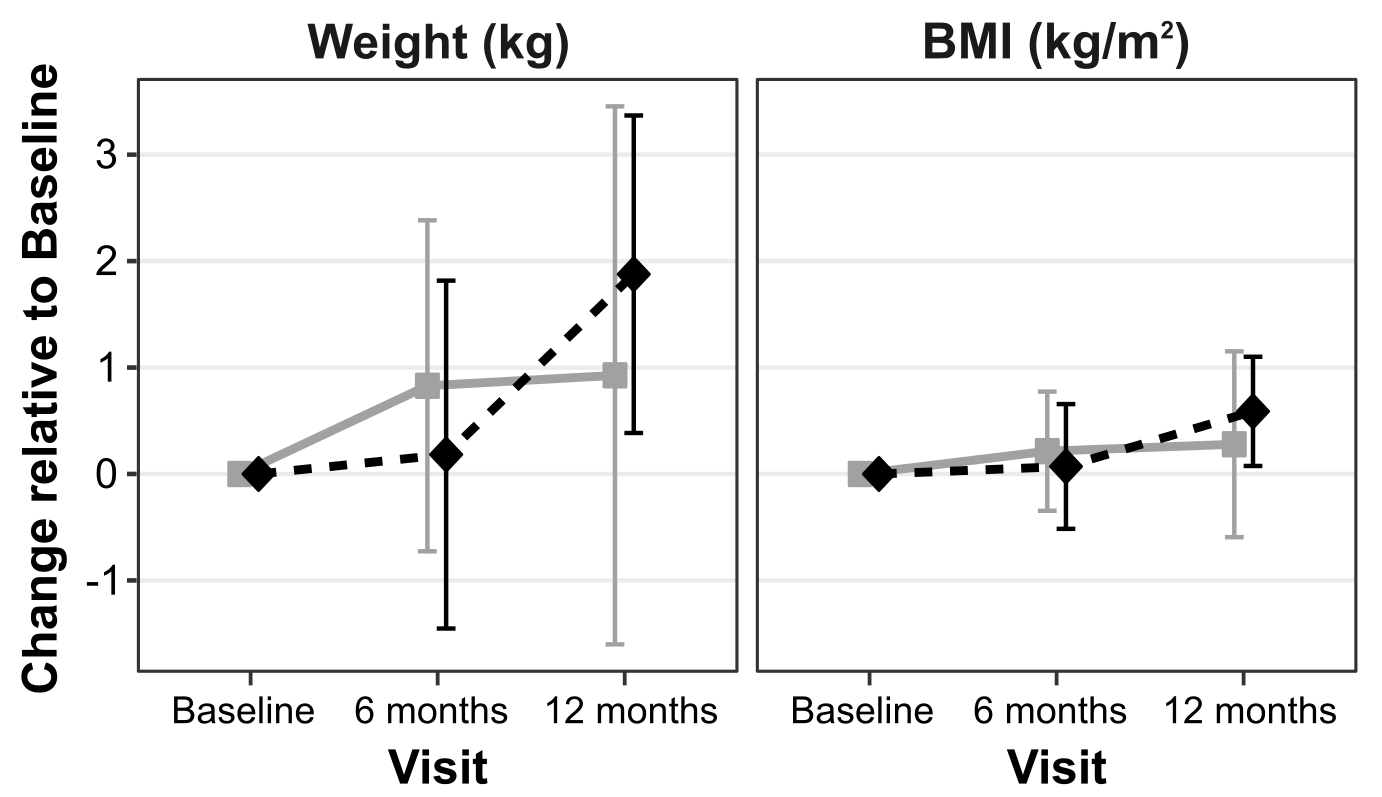 Weight (kg)
BMI (kg/m²)
Change relative to Baseline
3
2
1
0
-1
Baseline 6 months 12 months
Baseline 6 months 12 months
Visit
Visit